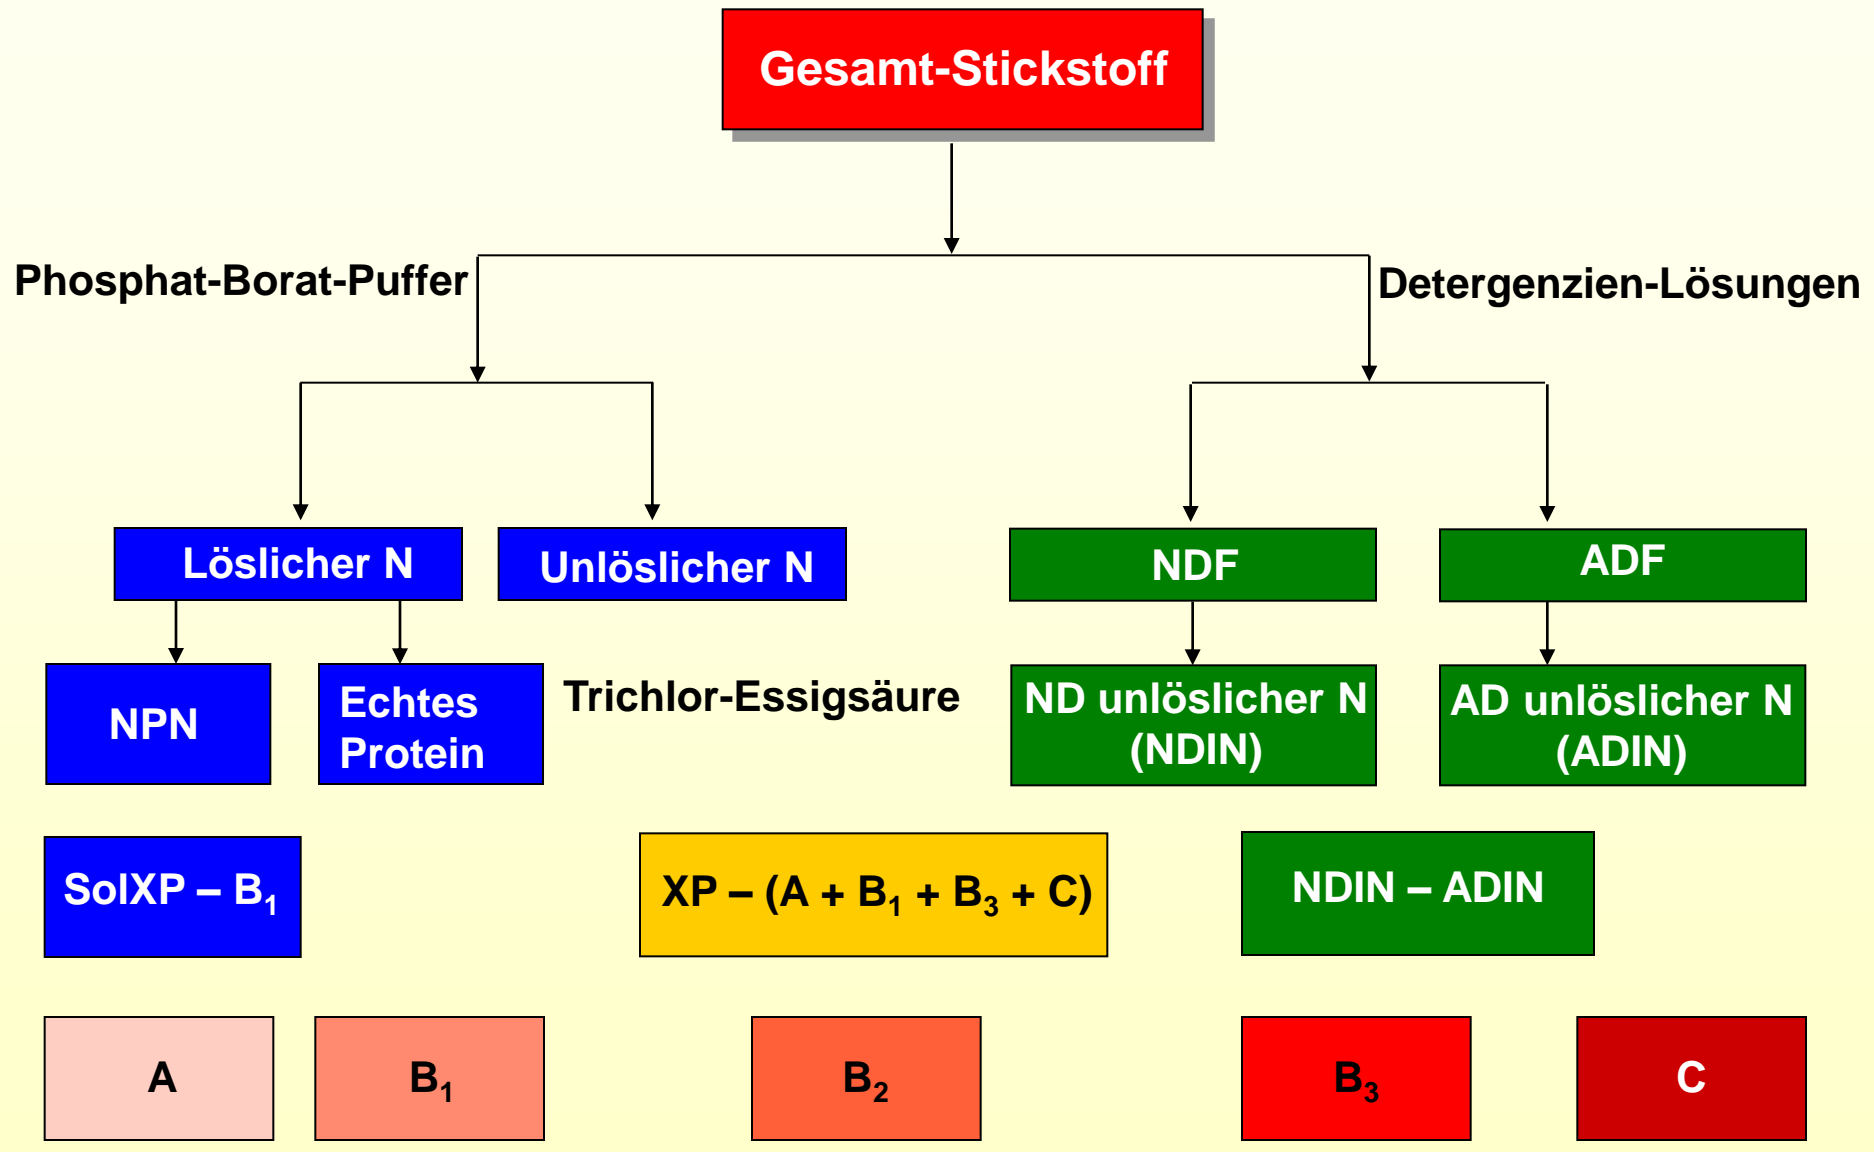 Gesamt-Stickstoff
Phosphat-Borat-Puffer
Detergenzien-Lösungen
Löslicher N
Unlöslicher N
NDF
ADF
NPN
Echtes
Protein
Trichlor-Essigsäure
ND unlöslicher N
(NDIN)
AD unlöslicher N
(ADIN)
SolXP – B₁
XP – (A + B₁ + B₃ + C)
NDIN – ADIN
A
B₁
B₂
B₃
C